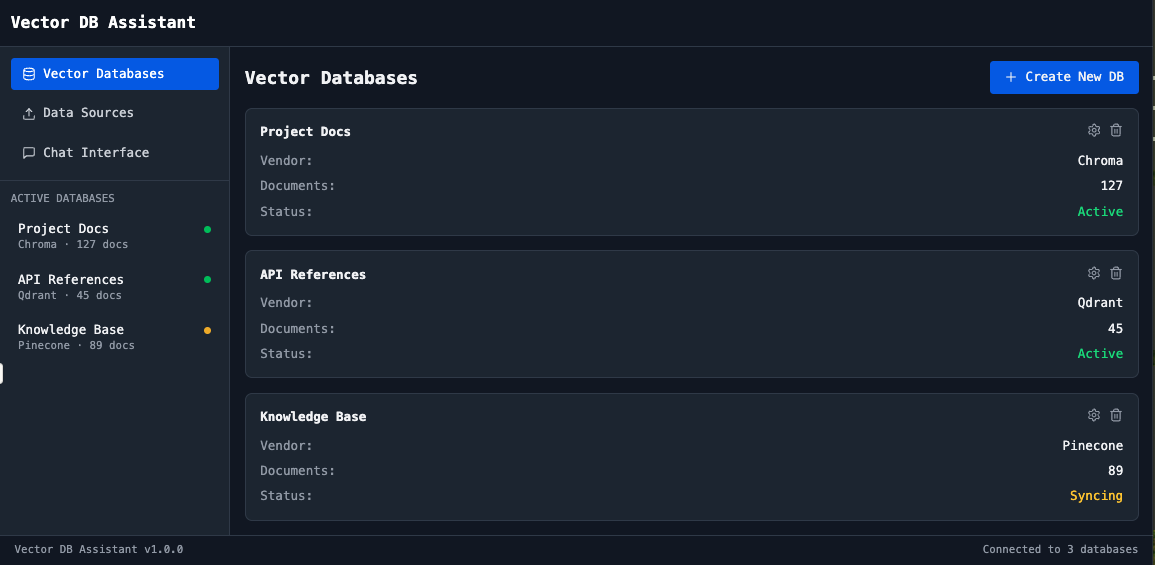 Vector DB Assistant
Vector Databases
Data Sources
Chat Interface
ACTIVE DATABASES
Project Docs
Chroma · 127 docs
API References
Qdrant · 45 docs
Knowledge Base
Pinecone · 89 docs
Vector Databases
+ Create New DB
Project Docs
Vendor: Chroma
Documents: 127
Status: Active
API References
Vendor: Qdrant
Documents: 45
Status: Active
Knowledge Base
Vendor: Pinecone
Documents: 89
Status: Syncing
Vector DB Assistant v1.0.0
Connected to 3 databases